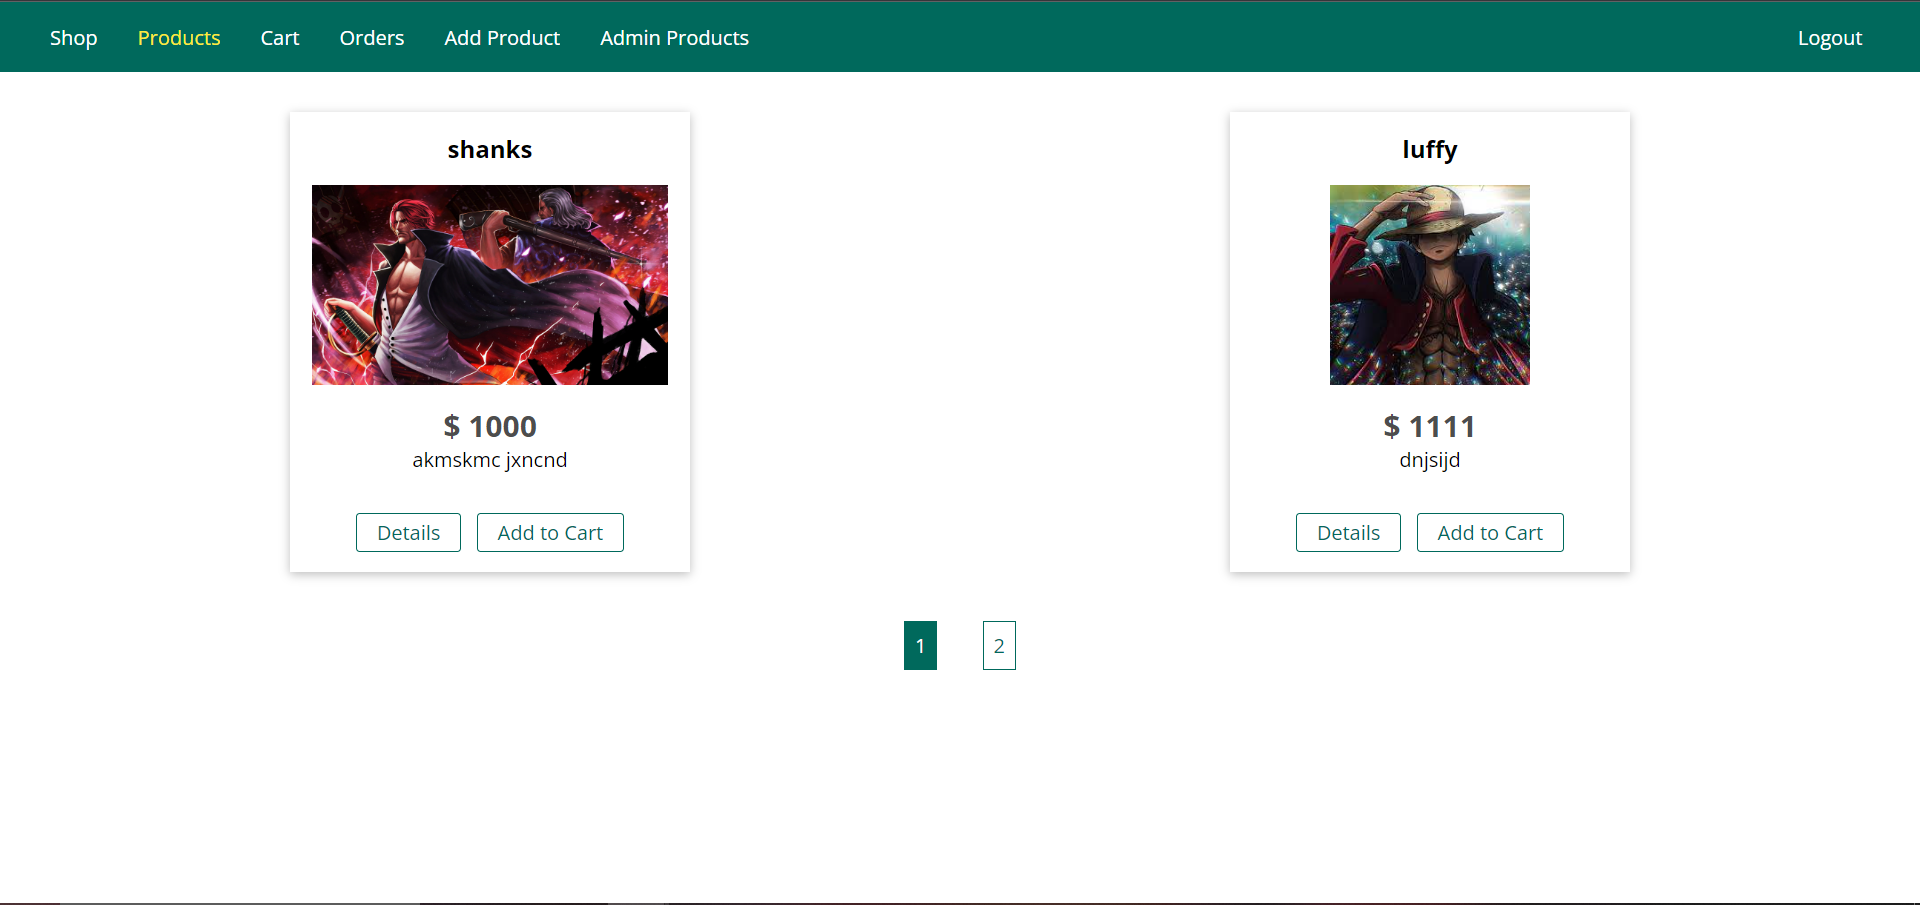 Shop Products Cart Orders Add Product Admin Products Logout
shanks
$ 1000
akmskmc jxncnd
Details Add to Cart
luffy
$ 1111
dnjsijd
Details Add to Cart
1 2